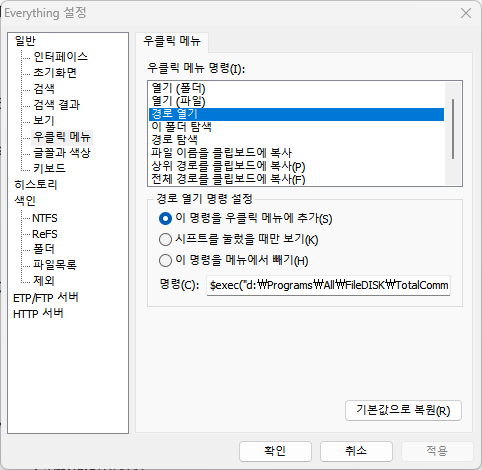 Everything 설정
일반
인터페이스
초기화면
검색
검색 결과
보기
우클릭 메뉴
글꼴과 색상
키보드
히스토리
색인
NTFS
ReFS
폴더
파일목록
제외
ETP/FTP 서버
HTTP 서버
우클릭 메뉴
우클릭 메뉴 명령(I):
열기 (폴더)
열기 (파일)
경로 열기
이 폴더 탐색
경로 탐색
파일 이름을 클립보드에 복사
상위 경로를 클립보드에 복사(P)
전체 경로를 클립보드에 복사(F)
경로 열기 명령 설정
이 명령을 우클릭 메뉴에 추가(S)
시프트를 눌렀을 때만 보기(K)
이 명령을 메뉴에서 빼기(H)
명령(C): $exec("d:₩Programs₩All₩FileDISK₩TotalComm
기본값으로 복원(R)
확인 취소 적용